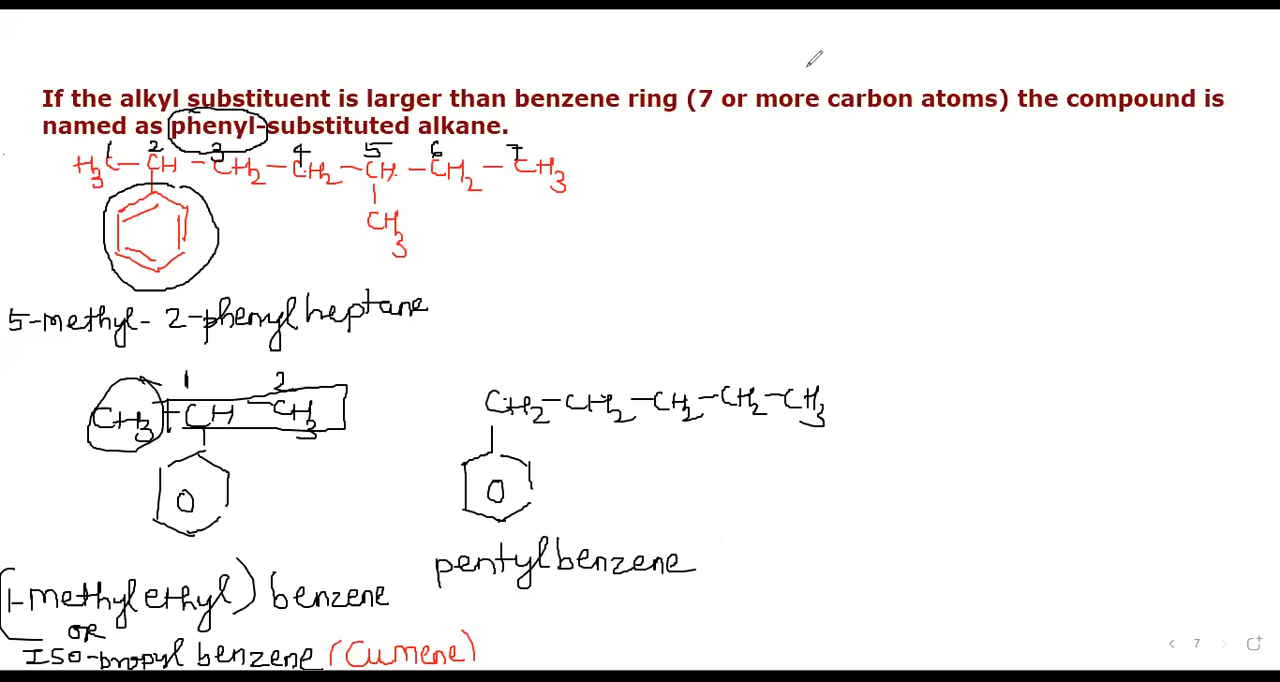 If the alkyl substituent is larger than benzene ring (7 or more carbon atoms) the compound is
named as phenyl-substituted alkane.
1 2 3 4 5 6 7
H3C-CH-CH2-CH2-CH-CH2-CH3
CH3
5-methyl-2-phenylheptane
1 2
CH3-CH-CH3
CH2-CH2-CH2-CH2-CH3
pentylbenzene
(1-methylethyl) benzene
OR
Iso-propyl benzene (Cumene)
7